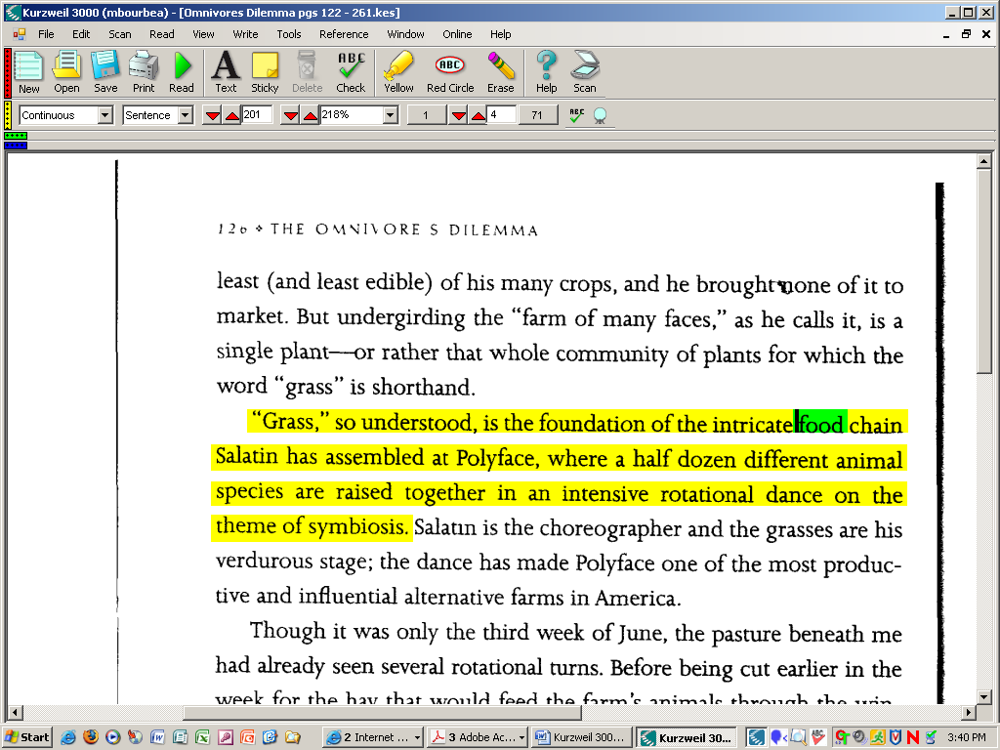 Kurzweil 3000 (mbourbea) - [Omnivores Dilemma pgs 122 - 261.kes]
File Edit Scan Read View Write Tools Reference Window Online Help
ABC
New Open Save Print Read Text Sticky Delete Check Yellow Red Circle Erase Help Scan
Continuous Sentence 201 218% 1 4 71 ABC
126 ❖ THE OMNIVORE S DILEMMA
least (and least edible) of his many crops, and he brought none of it to
market. But undergirding the “farm of many faces,” as he calls it, is a
single plant—or rather that whole community of plants for which the
word “grass” is shorthand.
“Grass,” so understood, is the foundation of the intricate food chain
Salatin has assembled at Polyface, where a half dozen different animal
species are raised together in an intensive rotational dance on the
theme of symbiosis. Salatin is the choreographer and the grasses are his
verdurous stage; the dance has made Polyface one of the most produc-
tive and influential alternative farms in America.
Though it was only the third week of June, the pasture beneath me
had already seen several rotational turns. Before being cut earlier in the
week for the hay that would feed the farm’s animals through the win-
Start 2 Internet ... 3 Adobe Ac... Kurzweil 300... Kurzweil 30... 3:40 PM